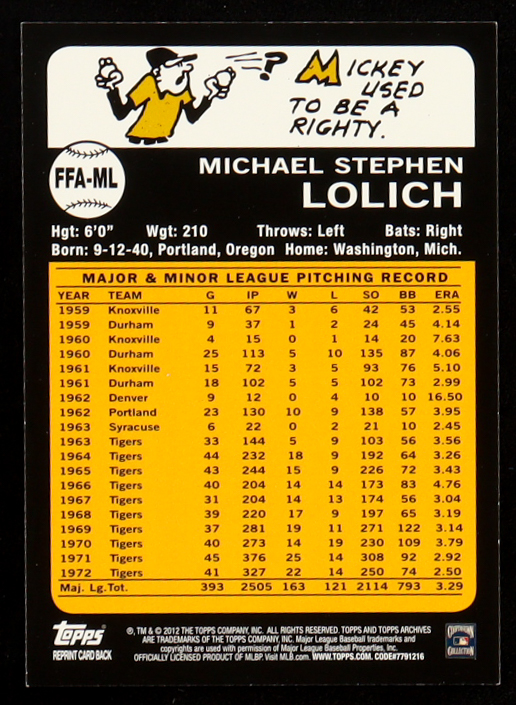 ?
MICKEY
USED
TO BE A
RIGHTY.
FFA-ML
MICHAEL STEPHEN
LOLICH
Hgt: 6'0" Wgt: 210 Throws: Left Bats: Right
Born: 9-12-40, Portland, Oregon Home: Washington, Mich.
MAJOR & MINOR LEAGUE PITCHING RECORD
YEAR TEAM G IP W L SO BB ERA
1959 Knoxville 11 67 3 6 42 53 2.55
1959 Durham 9 37 1 2 24 45 4.14
1960 Knoxville 4 15 0 1 14 20 7.63
1960 Durham 25 113 5 10 135 87 4.06
1961 Knoxville 15 72 3 5 93 76 5.10
1961 Durham 18 102 5 5 102 73 2.99
1962 Denver 9 12 0 4 10 10 16.50
1962 Portland 23 130 10 9 138 57 3.95
1963 Syracuse 6 22 0 2 21 10 2.45
1963 Tigers 33 144 5 9 103 56 3.56
1964 Tigers 44 232 18 9 192 64 3.26
1965 Tigers 43 244 15 9 226 72 3.43
1966 Tigers 40 204 14 14 173 83 4.76
1967 Tigers 31 204 14 13 174 56 3.04
1968 Tigers 39 220 17 9 197 65 3.19
1969 Tigers 37 281 19 11 271 122 3.14
1970 Tigers 40 273 14 19 230 109 3.79
1971 Tigers 45 376 25 14 308 92 2.92
1972 Tigers 41 327 22 14 250 74 2.50
Maj. Lg.Tot. 393 2505 163 121 2114 793 3.29
Topps
REPRINT CARD BACK
®, TM & © 2012 THE TOPPS COMPANY, INC. ALL RIGHTS RESERVED. TOPPS AND TOPPS ARCHIVES
ARE TRADEMARKS OF THE TOPPS COMPANY, INC. Major League Baseball trademarks and
copyrights are used with permission of Major League Baseball Properties, Inc.
OFFICIALLY LICENSED PRODUCT OF MLBP. Visit MLB.com. WWW.TOPPS.COM. CODE#7791216
COOPERSTOWN
COLLECTION